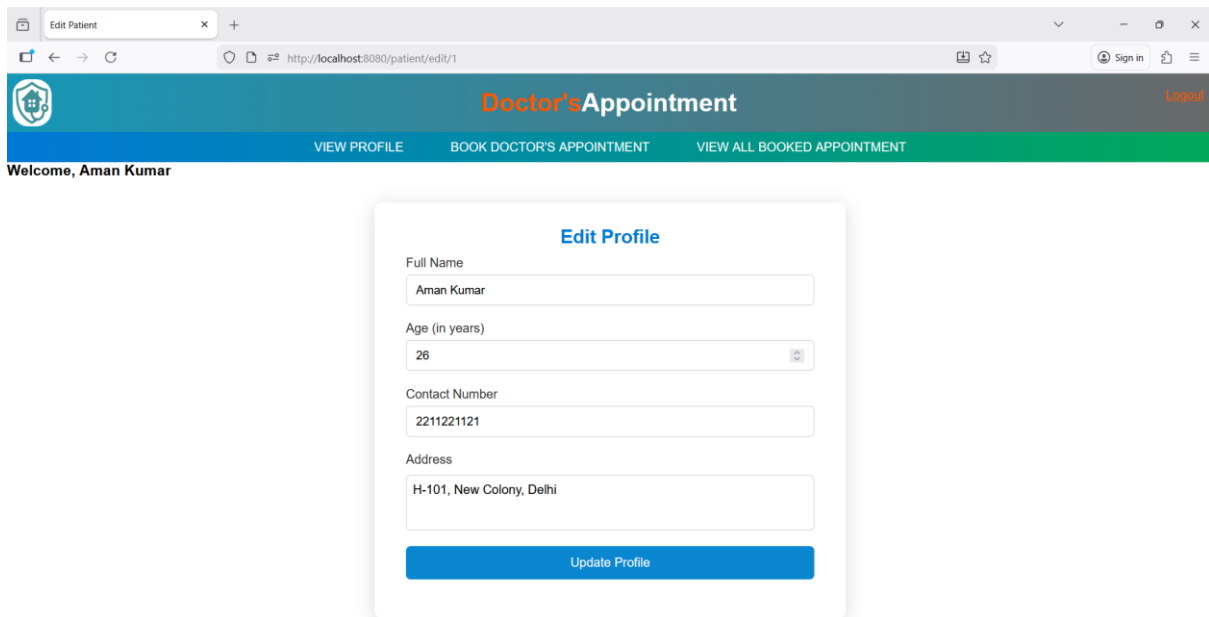 Edit Patient
http://localhost:8080/patient/edit/1
Sign in
Doctor'sAppointment
Logout
VIEW PROFILE BOOK DOCTOR'S APPOINTMENT VIEW ALL BOOKED APPOINTMENT
Welcome, Aman Kumar
Edit Profile
Full Name
Aman Kumar
Age (in years)
26
Contact Number
2211221121
Address
H-101, New Colony, Delhi
Update Profile